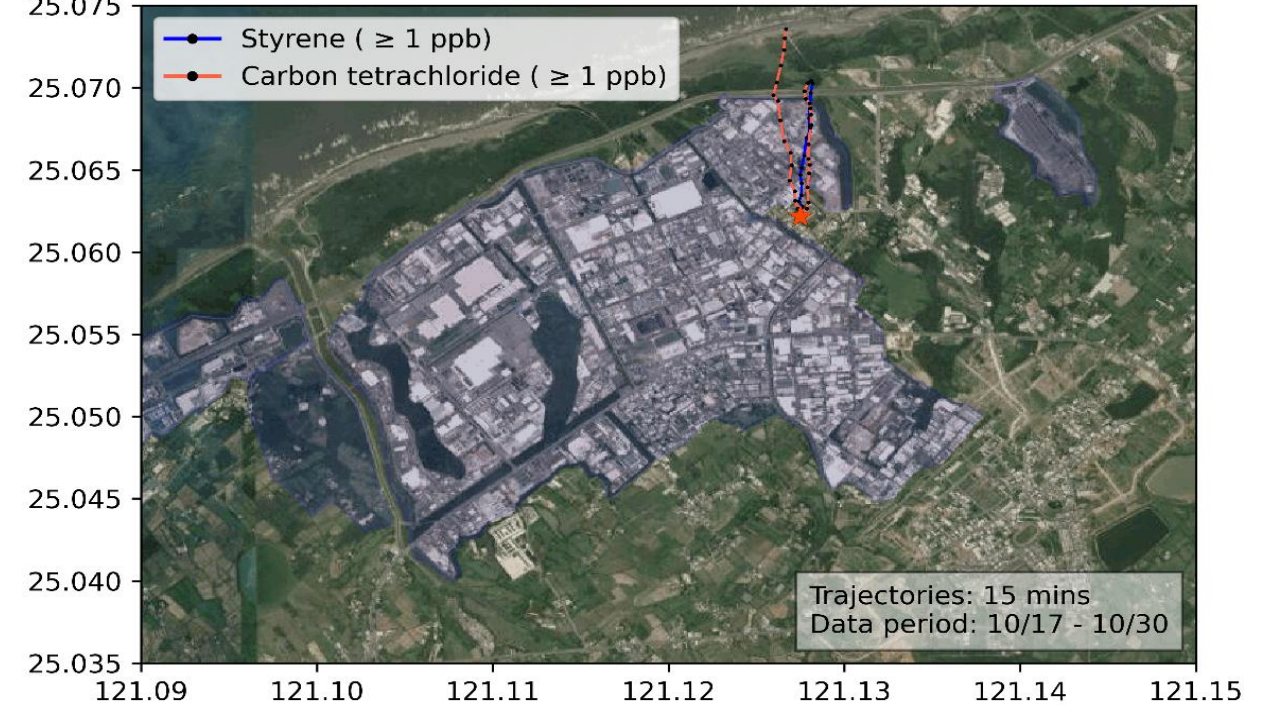 25.075
Styrene ( ≥ 1 ppb)
Carbon tetrachloride ( ≥ 1 ppb)
25.070
25.065
25.060
25.055
25.050
25.045
25.040
Trajectories: 15 mins
Data period: 10/17 - 10/30
25.035
121.09 121.10 121.11 121.12 121.13 121.14 121.15